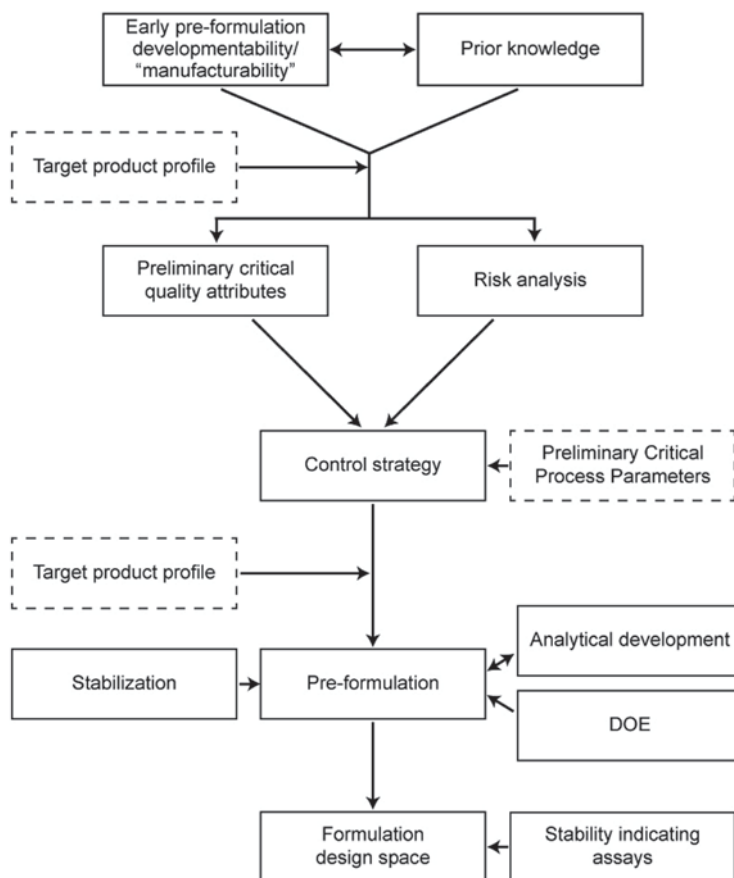 Early pre-formulation
developmentability/
“manufacturability”
Prior knowledge
Target product profile
Preliminary critical
quality attributes
Risk analysis
Control strategy
Preliminary Critical
Process Parameters
Target product profile
Analytical development
Stabilization
Pre-formulation
DOE
Formulation
design space
Stability indicating
assays